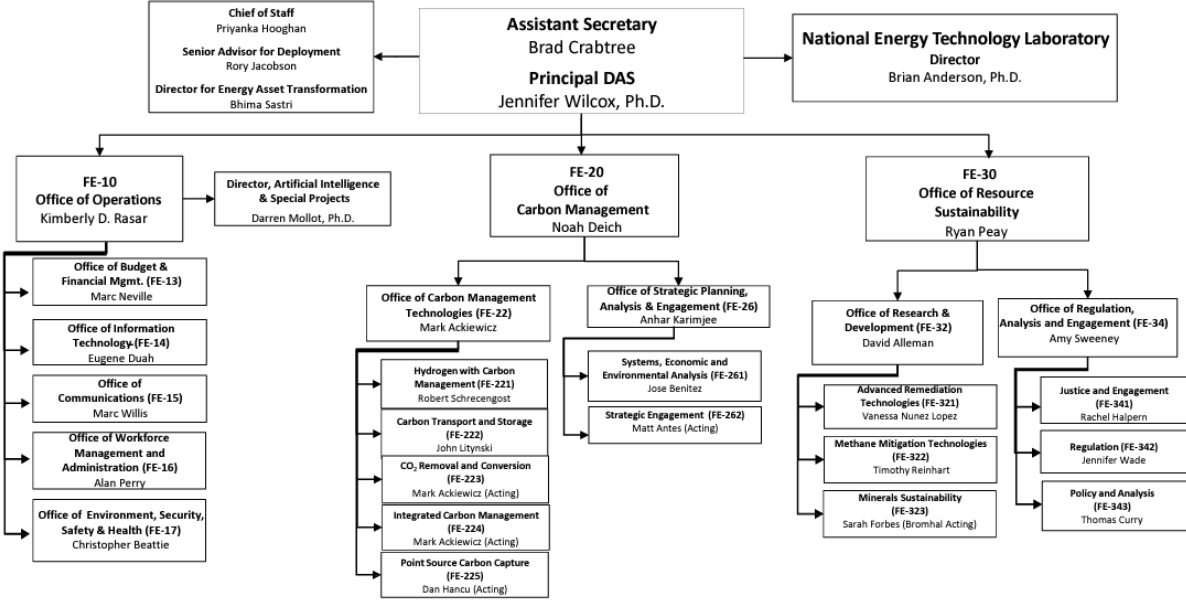 Chief of Staff
Priyanka Hooghan
Senior Advisor for Deployment
Rory Jacobson
Director for Energy Asset Transformation
Bhima Sastri
Assistant Secretary
Brad Crabtree
Principal DAS
Jennifer Wilcox, Ph.D.
National Energy Technology Laboratory
Director
Brian Anderson, Ph.D.
FE-10
Office of Operations
Kimberly D. Rasar
Director, Artificial Intelligence
& Special Projects
Darren Mollot, Ph.D.
FE-20
Office of
Carbon Management
Noah Deich
FE-30
Office of Resource
Sustainability
Ryan Peay
Office of Budget &
Financial Mgmt. (FE-13)
Marc Neville
Office of Information
Technology-(FE-14)
Eugene Duah
Office of
Communications (FE-15)
Marc Willis
Office of Workforce
Management and
Administration (FE-16)
Alan Perry
Office of Environment, Security,
Safety & Health (FE-17)
Christopher Beattie
Office of Carbon Management
Technologies (FE-22)
Mark Ackiewicz
Hydrogen with Carbon
Management (FE-221)
Robert Schrecengost
Carbon Transport and Storage
(FE-222)
John Litynski
CO₂ Removal and Conversion
(FE-223)
Mark Ackiewicz (Acting)
Integrated Carbon Management
(FE-224)
Mark Ackiewicz (Acting)
Point Source Carbon Capture
(FE-225)
Dan Hancu (Acting)
Office of Strategic Planning,
Analysis & Engagement (FE-26)
Anhar Karimjee
Systems, Economic and
Environmental Analysis (FE-261)
Jose Benitez
Strategic Engagement (FE-262)
Matt Antes (Acting)
Office of Research &
Development (FE-32)
David Alleman
Advanced Remediation
Technologies (FE-321)
Vanessa Nunez Lopez
Methane Mitigation Technologies
(FE-322)
Timothy Reinhart
Minerals Sustainability
(FE-323)
Sarah Forbes (Bromhal Acting)
Office of Regulation,
Analysis and Engagement (FE-34)
Amy Sweeney
Justice and Engagement
(FE-341)
Rachel Halpern
Regulation (FE-342)
Jennifer Wade
Policy and Analysis
(FE-343)
Thomas Curry